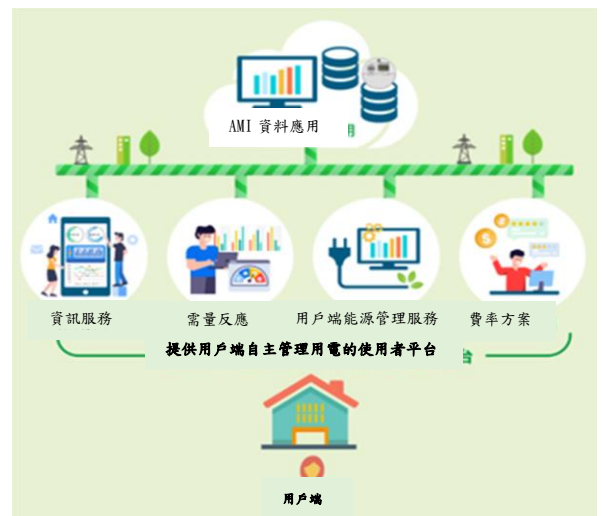 AMI 資料應用
用
資訊服務
需量反應
用戶端能源管理服務
費率方案
提供用戶端自主管理用電的使用者平台
台
用戶端